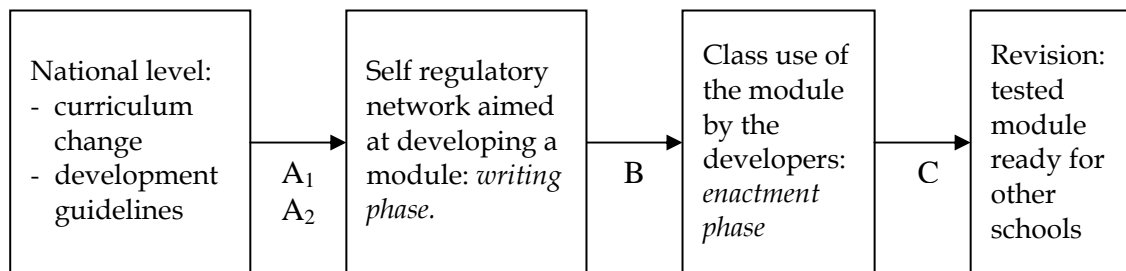 National level:
- curriculum
change
- development
guidelines
A1
A2
Self regulatory
network aimed
at developing a
module: writing
phase.
B
Class use of
the module
by the
developers:
enactment
phase
C
Revision:
tested
module
ready for
other
schools